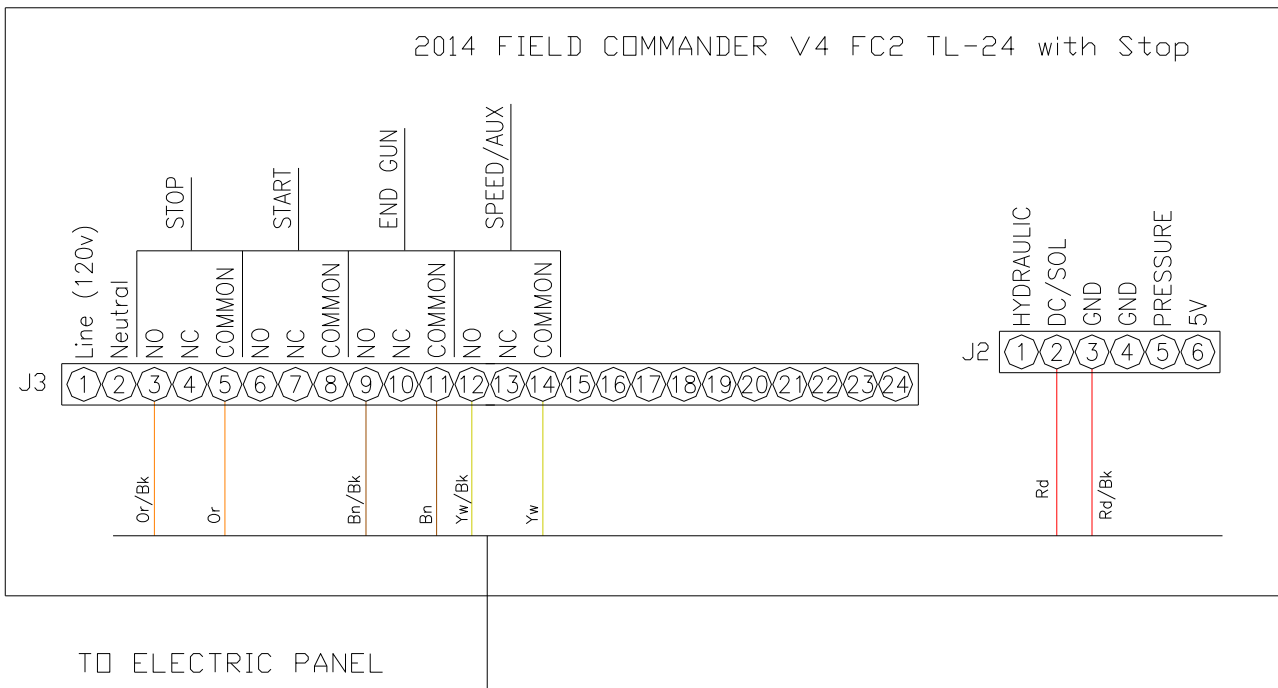 2014 FIELD COMMANDER V4 FC2 TL-24 with Stop
STOP
START
END GUN
SPEED/AUX
Line (120v)
Neutral
NO
NC
COMMON
NO
NC
COMMON
NO
NC
COMMON
NO
NC
COMMON
HYDRAULIC
DC/SOL
GND
GND
PRESSURE
5V
J3 1 2 3 4 5 6 7 8 9 10 11 12 13 14 15 16 17 18 19 20 21 22 23 24
J2 1 2 3 4 5 6
Or/Bk
Or
Bn/Bk
Bn
Yw/Bk
Yw
Rd
Rd/Bk
TO ELECTRIC PANEL